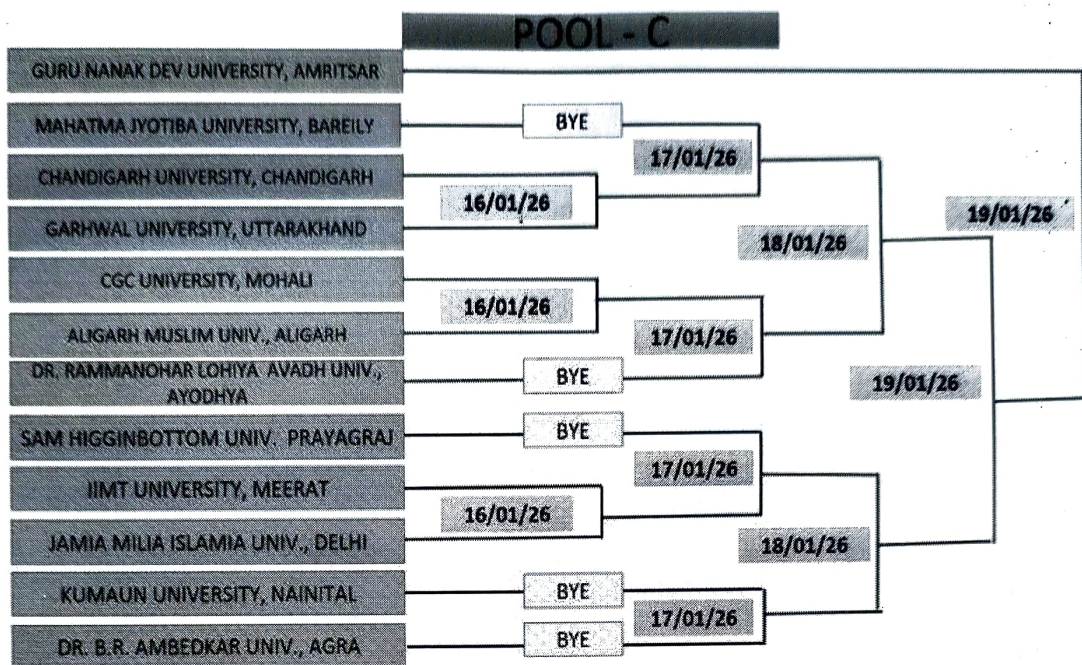 POOL - C
GURU NANAK DEV UNIVERSITY, AMRITSAR
MAHATMA JYOTIBA UNIVERSITY, BAREILY
BYE
17/01/26
CHANDIGARH UNIVERSITY, CHANDIGARH
16/01/26
19/01/26
GARHWAL UNIVERSITY, UTTARAKHAND
18/01/26
CGC UNIVERSITY, MOHALI
16/01/26
ALIGARH MUSLIM UNIV., ALIGARH
17/01/26
DR. RAMMANOHAR LOHIYA AVADH UNIV.,
AYODHYA
BYE
19/01/26
SAM HIGGINBOTTOM UNIV. PRAYAGRAJ
BYE
17/01/26
IIMT UNIVERSITY, MEERAT
16/01/26
JAMIA MILIA ISLAMIA UNIV., DELHI
18/01/26
KUMAUN UNIVERSITY, NAINITAL
BYE
17/01/26
DR. B.R. AMBEDKAR UNIV., AGRA
BYE